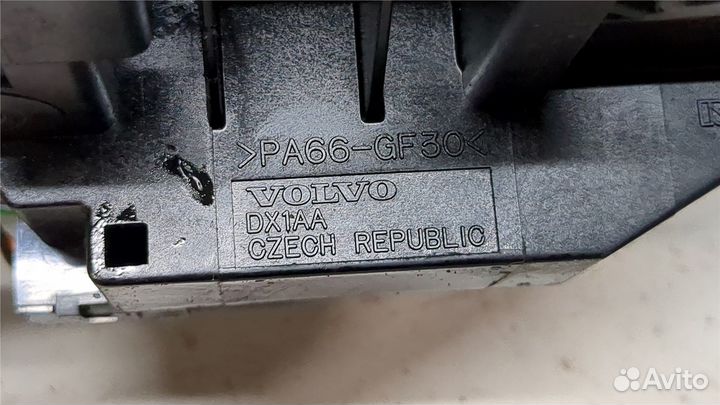 >PA66-GF30<
VOLVO
DX1AA
CZECH REPUBLIC
Avito